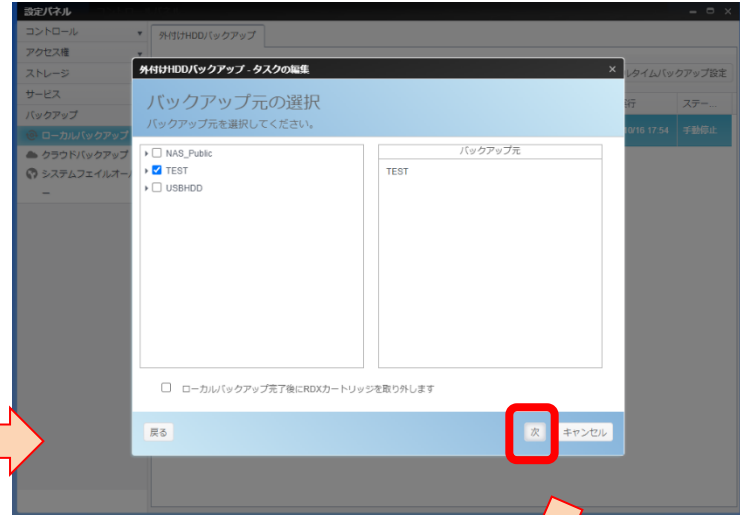 設定パネル
コントロール
アクセス権
ストレージ
サービス
バックアップ
ローカルバックアップ
クラウドバックアップ
システムフェイルオーバ
ー
外付けHDDバックアップ
ルタイムバックアップ設定
行
ステー...
/16 17:54
手動停止
外付けHDDバックアップ - タスクの編集
バックアップ元の選択
バックアップ元を選択してください。
NAS_Public
TEST
USBHDD
バックアップ元
TEST
ローカルバックアップ完了後にRDXカートリッジを取り外します
戻る
次
キャンセル